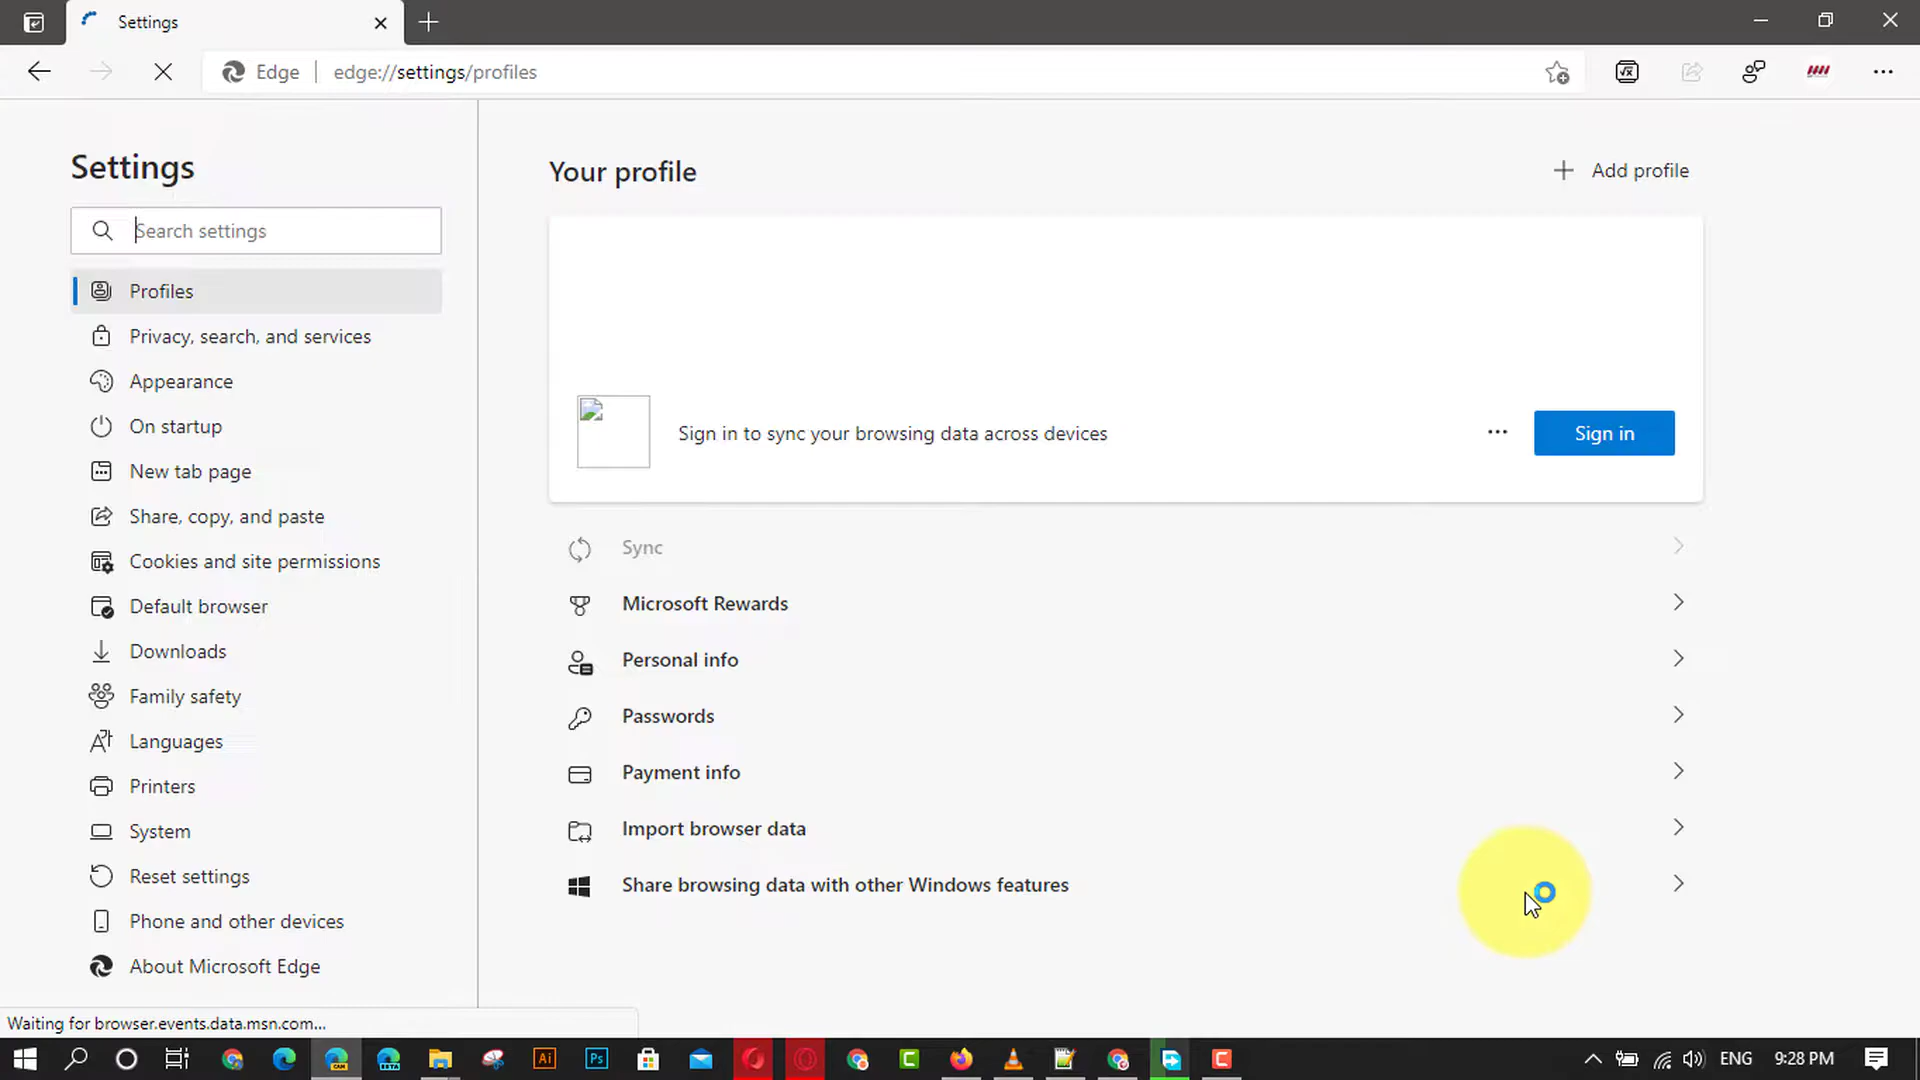 Settings
Edge
edge://settings/profiles
Settings
Search settings
Profiles
Privacy, search, and services
Appearance
On startup
New tab page
Share, copy, and paste
Cookies and site permissions
Default browser
Downloads
Family safety
Languages
Printers
System
Reset settings
Phone and other devices
About Microsoft Edge
Your profile
Add profile
Sign in to sync your browsing data across devices
Sign in
Sync
Microsoft Rewards
Personal info
Passwords
Payment info
Import browser data
Share browsing data with other Windows features
Waiting for browser.events.data.msn.com...
CAN
BETA
Ai
Ps
C
C
ENG
9:28 PM